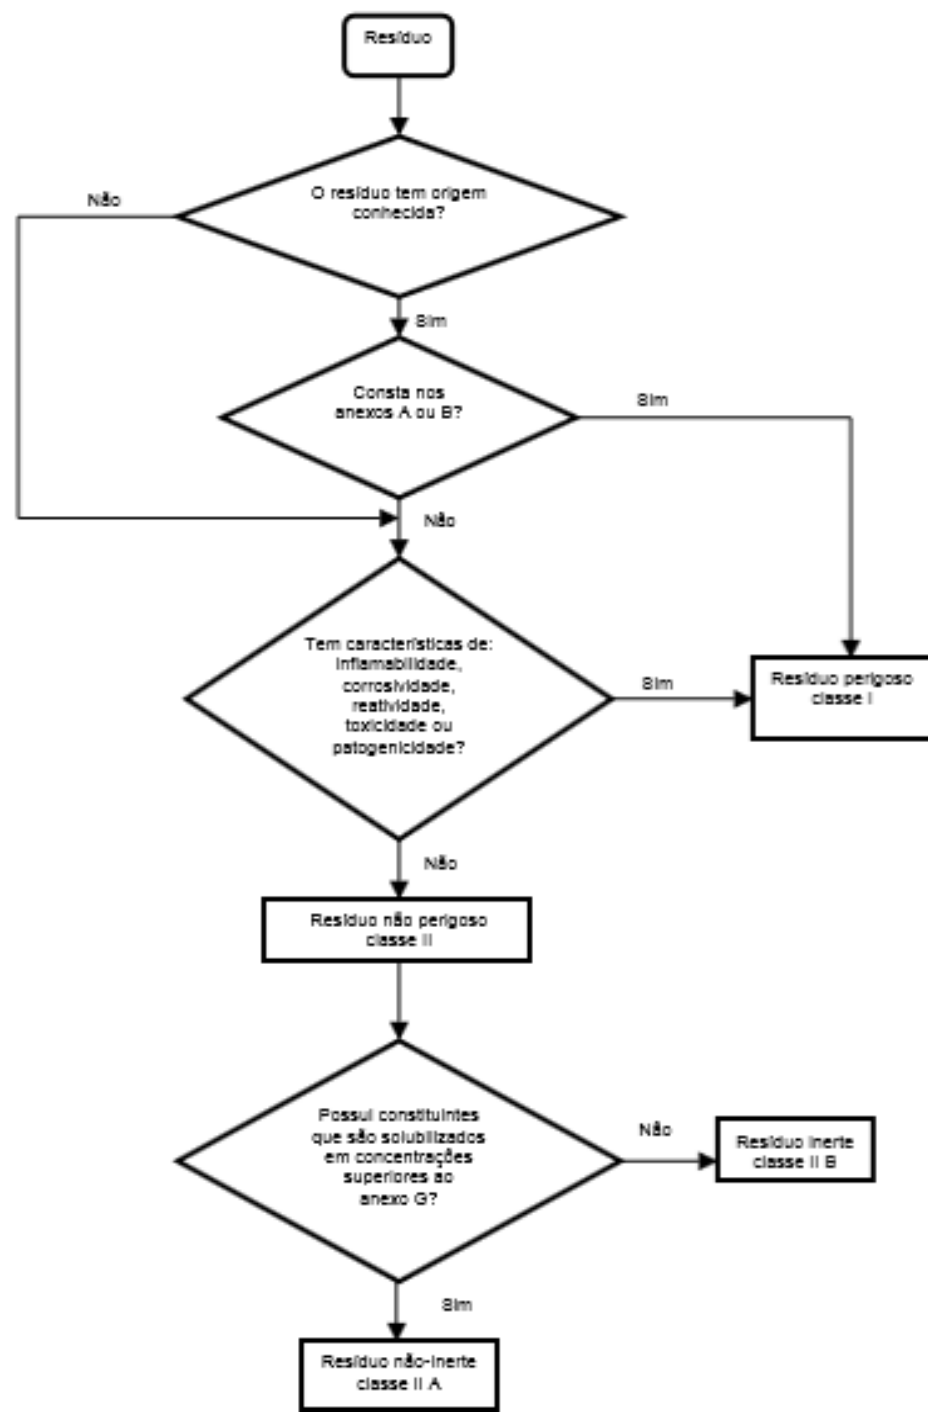 Resíduo
O resíduo tem origem
conhecida?
Não
Sim
Consta nos
anexos A ou B?
Sim
Não
Tem características de:
inflamabilidade,
corrosividade,
reatividade,
toxicidade ou
patogenicidade?
Sim
Resíduo perigoso
classe I
Não
Resíduo não perigoso
classe II
Possui constituintes
que são solubilizados
em concentrações
superiores ao
anexo G?
Não
Resíduo inerte
classe II B
Sim
Resíduo não-inerte
classe II A